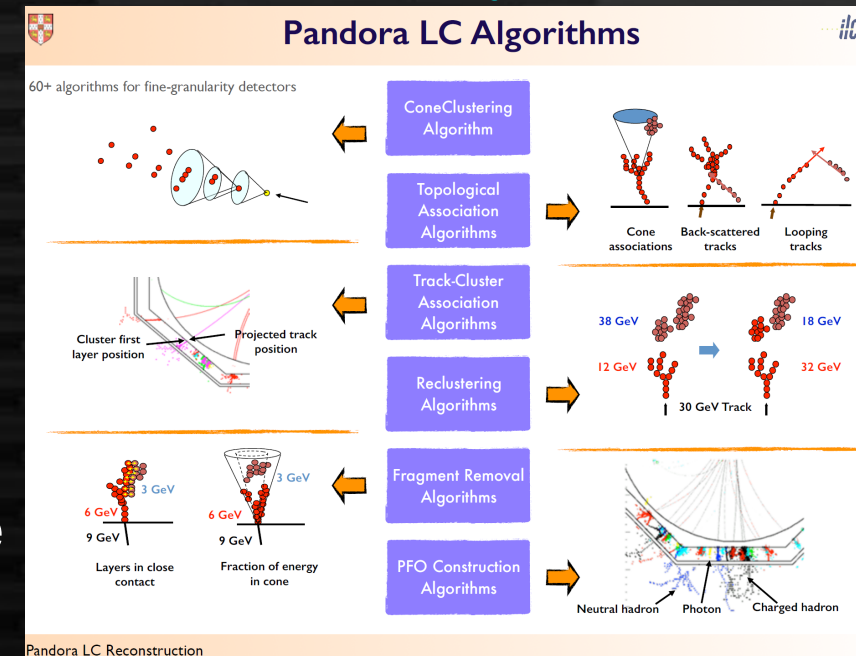 Pandora LC Algorithms
60+ algorithms for fine-granularity detectors
ConeClustering
Algorithm
Topological
Association
Algorithms
Cone
associations
Back-scattered
tracks
Looping
tracks
Track-Cluster
Association
Algorithms
Cluster first
layer position
Projected track
position
Reclustering
Algorithms
38 GeV
18 GeV
12 GeV
32 GeV
30 GeV Track
Fragment Removal
Algorithms
3 GeV
6 GeV
9 GeV
Layers in close
contact
3 GeV
6 GeV
9 GeV
Fraction of energy
in cone
PFO Construction
Algorithms
Neutral hadron
Photon
Charged hadron
Pandora LC Reconstruction